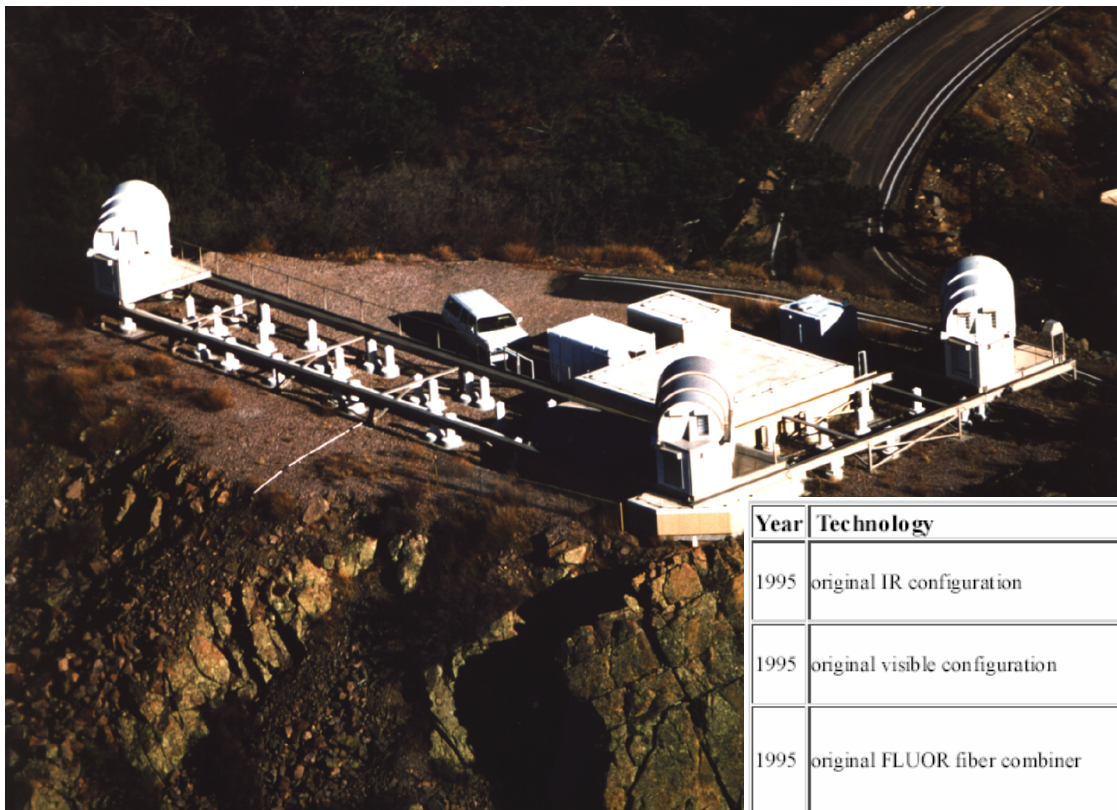 Year Technology
1995 original IR configuration
1995 original visible configuration
1995 original FLUOR fiber combiner